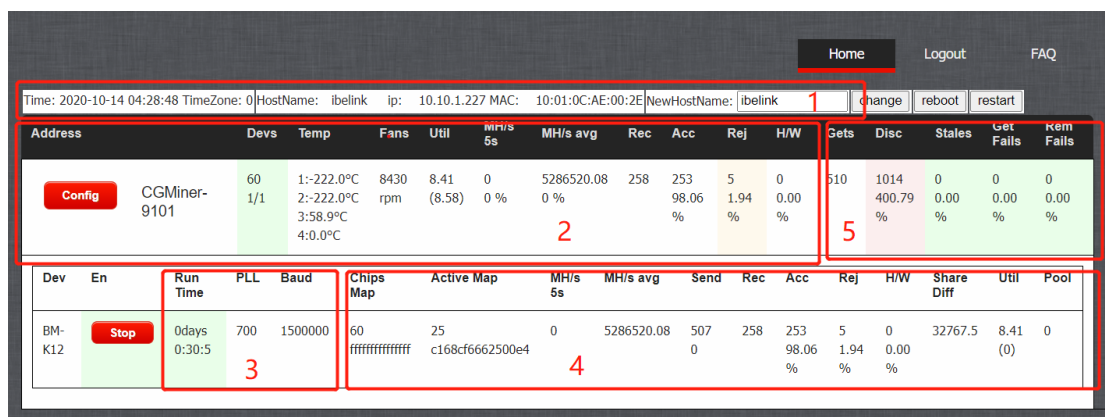 Home Logout FAQ
Time: 2020-10-14 04:28:48 TimeZone: 0 HostName: ibelink ip: 10.10.1.227 MAC: 10:01:0C:AE:00:2E NewHostName: ibelink 1 change reboot restart
Address Devs Temp Fans Util MH/s 5s MH/s avg Rec Acc Rej H/W Gets Disc Stales Get Fails Rem Fails
Config CGMiner-9101 60 1/1 1:-222.0°C 8430 rpm 8.41 (8.58) 0 0 % 5286520.08 0 % 258 253 98.06 % 5 1.94 % 0 0.00 % 510 1014 400.79 % 0 0.00 % 0 0.00 % 0 0.00 %
2:-222.0°C
3:58.9°C
4:0.0°C
2 5
Dev En Run Time PLL Baud Chips Map Active Map MH/s 5s MH/s avg Send Rec Acc Rej H/W Share Diff Util Pool
BM-K12 Stop 0days 0:30:5 700 1500000 60 ffffffffffffffff 25 c168cf6662500e4 0 5286520.08 507 0 258 253 98.06 % 5 1.94 % 0 0.00 % 32767.5 8.41 (0) 0
3 4